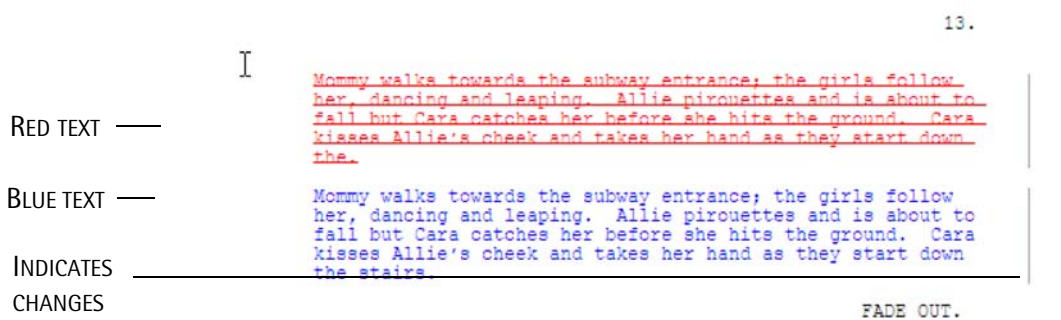 13.
Mommy walks towards the subway entrance; the girls follow
her, dancing and leaping.  Allie pirouettes and is about to
fall but Cara catches her before she hits the ground.  Cara
kisses Allie's cheek and takes her hand as they start down
the.
RED TEXT
BLUE TEXT
Mommy walks towards the subway entrance; the girls follow
her, dancing and leaping.  Allie pirouettes and is about to
fall but Cara catches her before she hits the ground.  Cara
kisses Allie's cheek and takes her hand as they start down
the stairs.
INDICATES
CHANGES
FADE OUT.